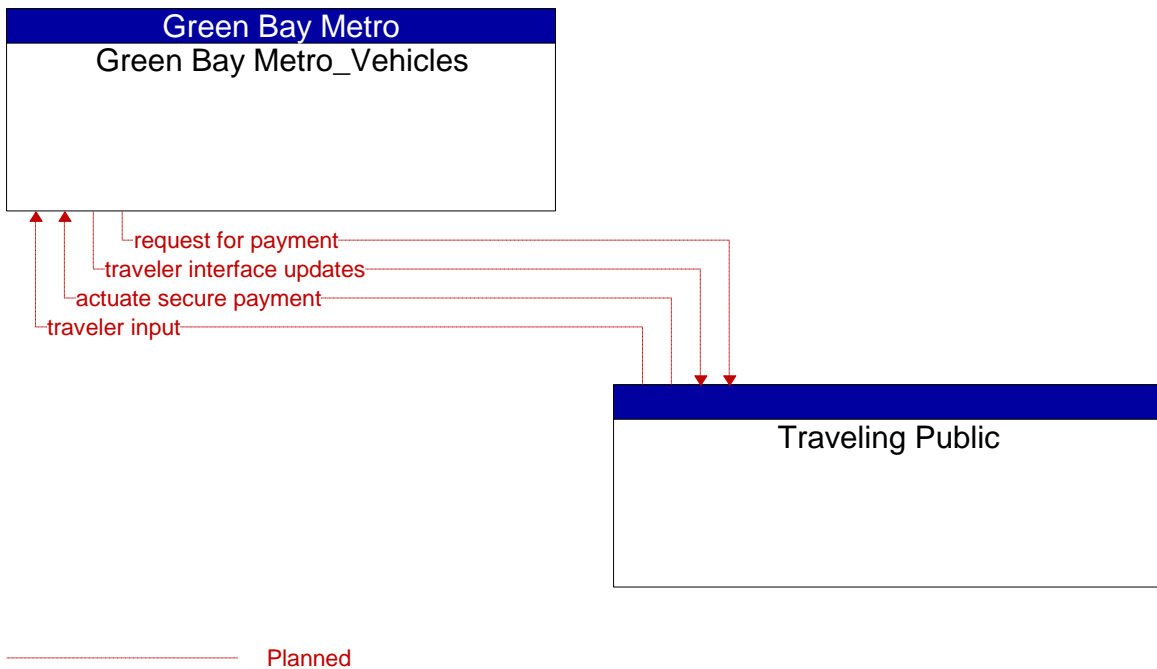 Green Bay Metro
Green Bay Metro_Vehicles
request for payment
traveler interface updates
actuate secure payment
traveler input
Traveling Public
Planned